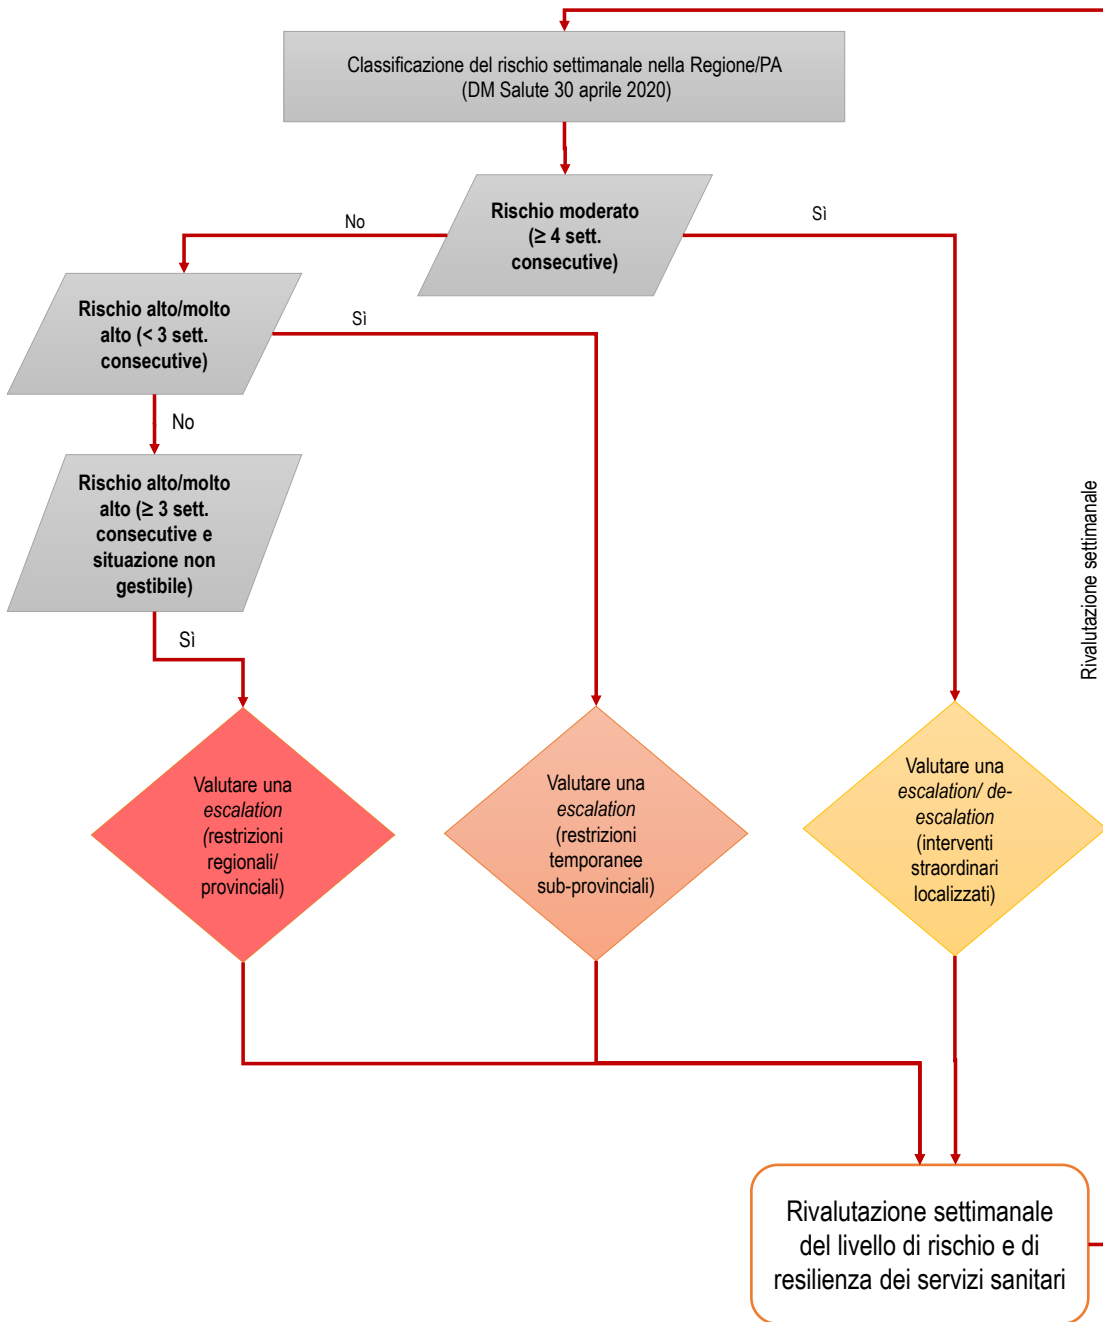 Classificazione del rischio settimanale nella Regione/PA
(DM Salute 30 aprile 2020)
Rischio moderato
(≥ 4 sett.
consecutive)
No
Sì
Rischio alto/molto
alto (< 3 sett.
consecutive)
Sì
No
Rischio alto/molto
alto (≥ 3 sett.
consecutive e
situazione non
gestibile)
Sì
Rivalutazione settimanale
Valutare una
escalation
(restrizioni
regionali/
provinciali)
Valutare una
escalation
(restrizioni
temporanee
sub-provinciali)
Valutare una
escalation/ de-
escalation
(interventi
straordinari
localizzati)
Rivalutazione settimanale
del livello di rischio e di
resilienza dei servizi sanitari